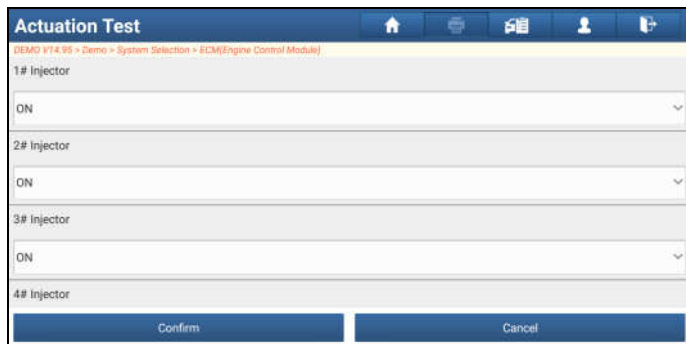 Actuation Test
DEMO V14.95 > Demo > System Selection > ECM(Engine Control Module)
1# Injector
ON
2# Injector
ON
3# Injector
ON
4# Injector
Confirm Cancel